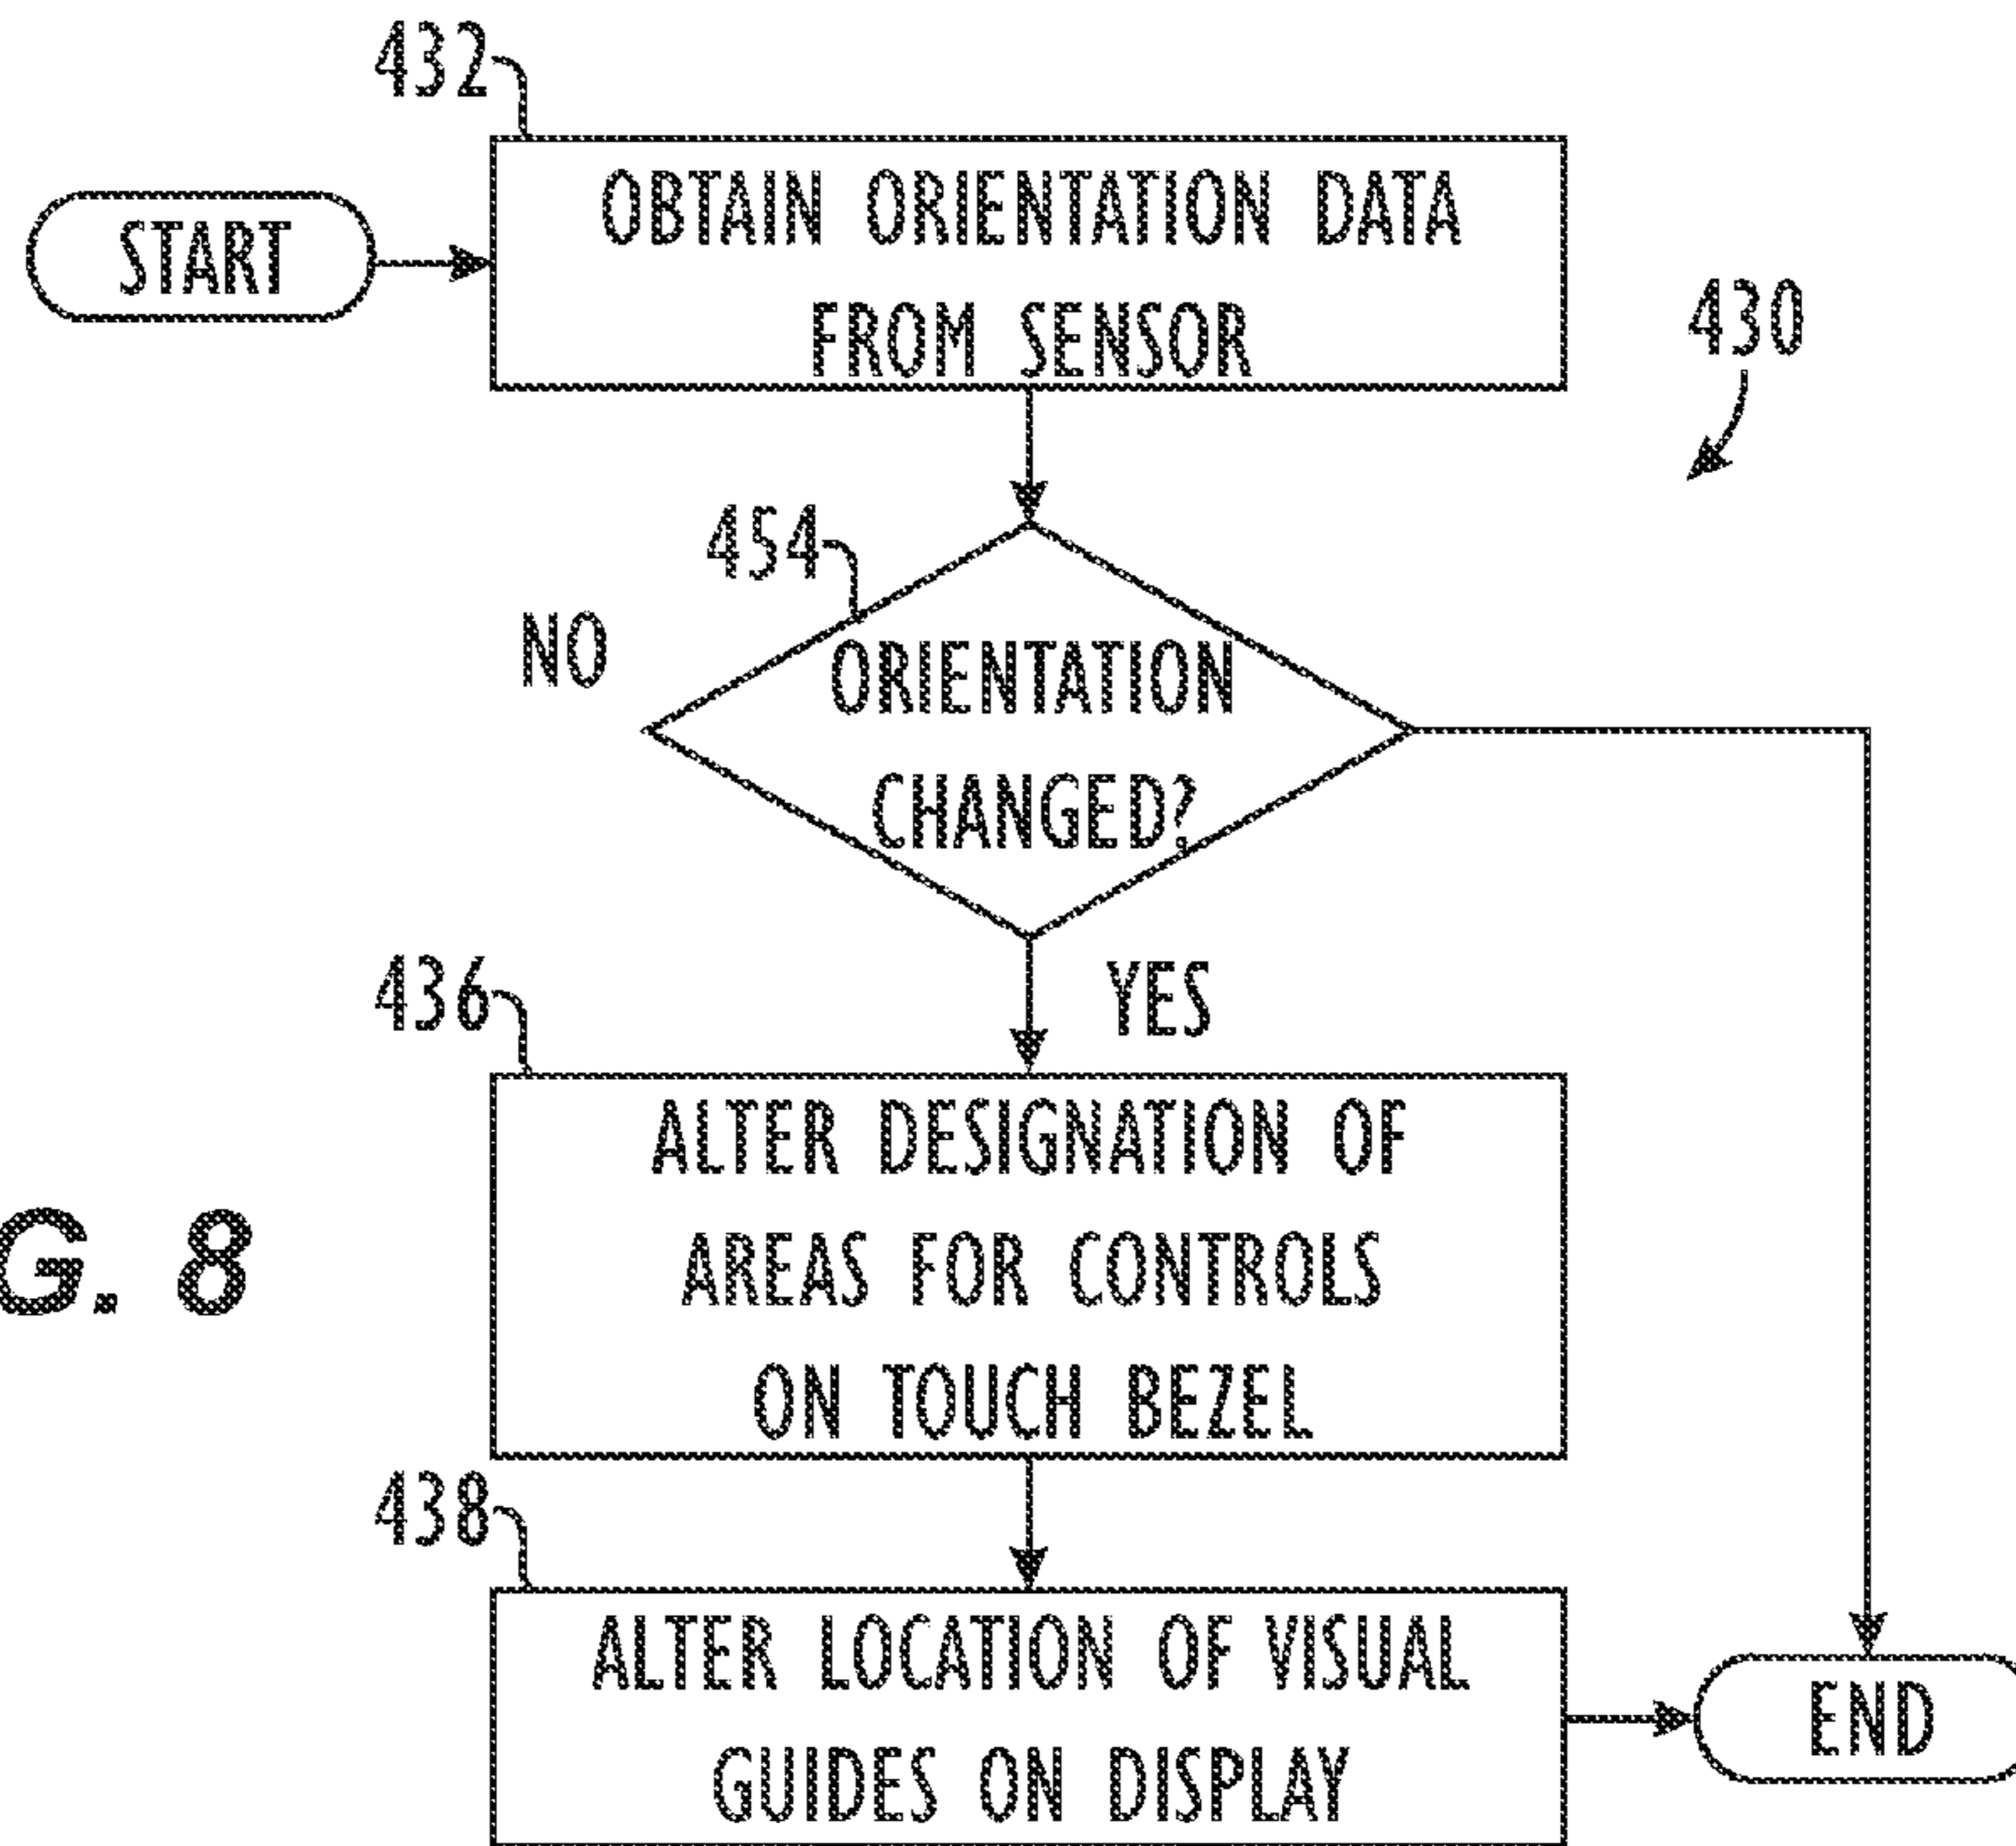 432
START
OBTAIN ORIENTATION DATA
FROM SENSOR
430
454
NO
ORIENTATION
CHANGED?
YES
436
ALTER DESIGNATION OF
AREAS FOR CONTROLS
ON TOUCH BEZEL
G. 8
438
ALTER LOCATION OF VISUAL
GUIDES ON DISPLAY
END